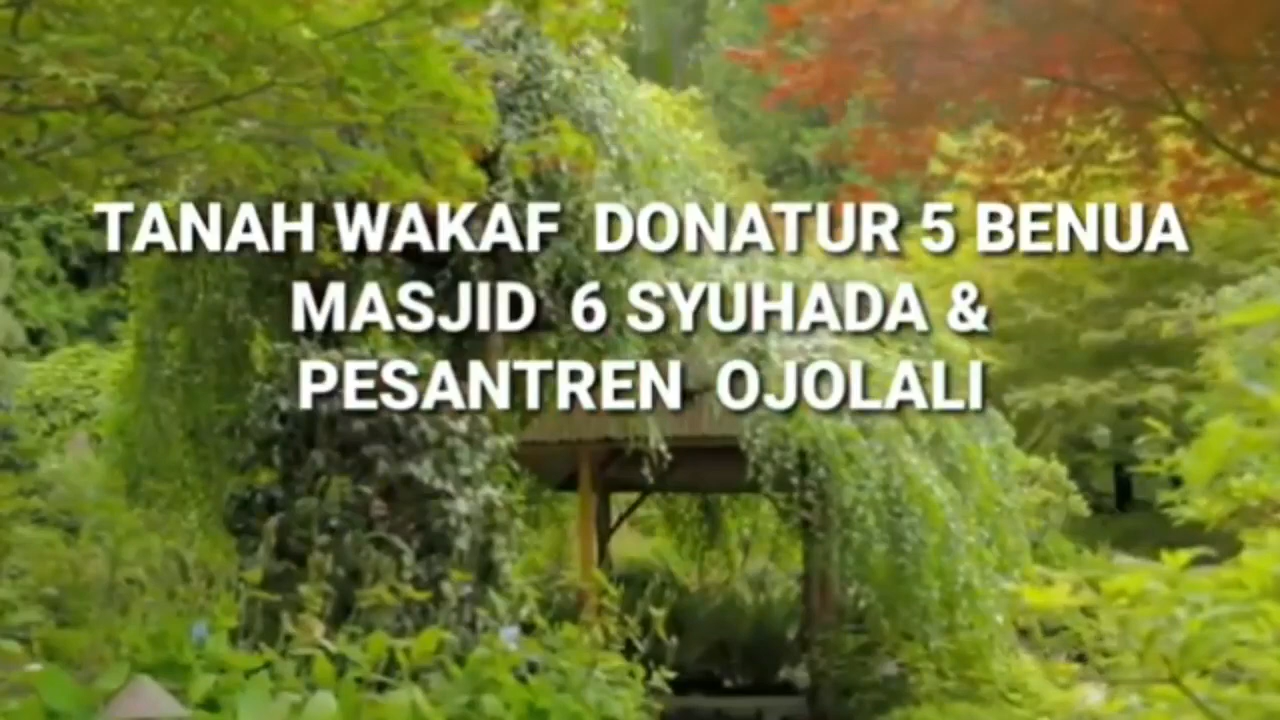 TANAH WAKAF DONATUR 5 BENUA
MASJID 6 SYUHADA &
PESANTREN OJOLALI